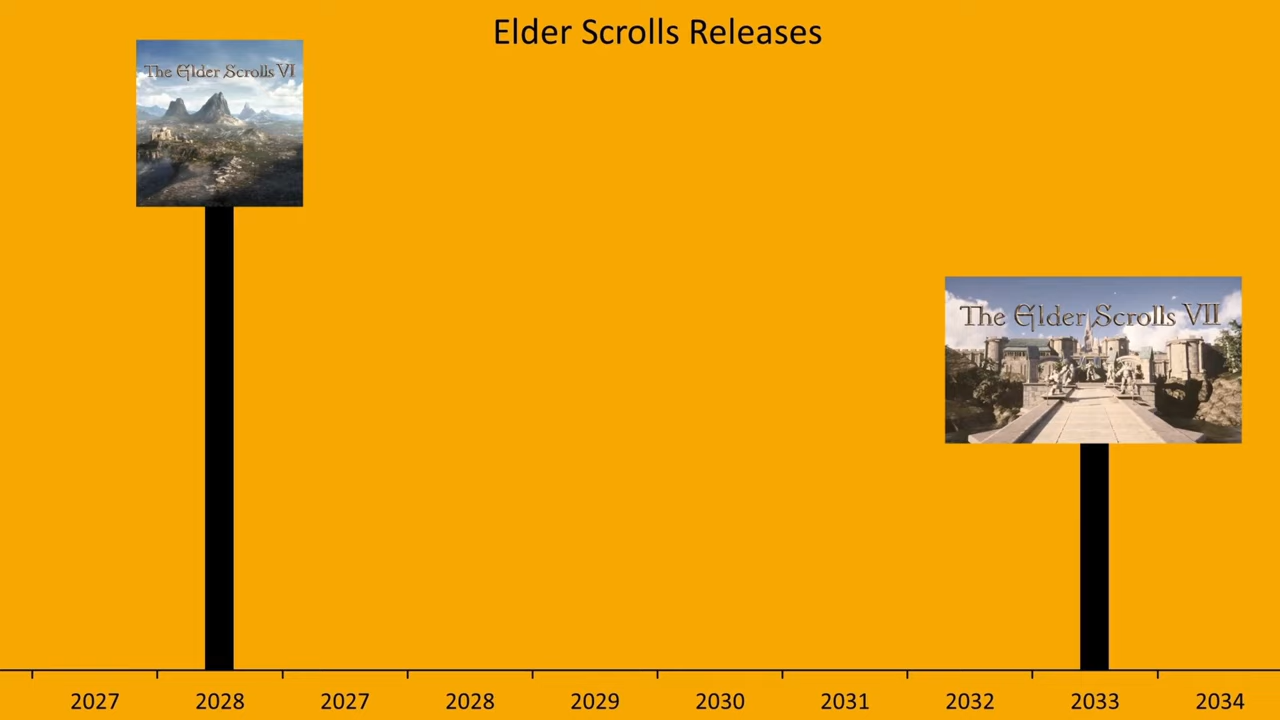 Elder Scrolls Releases
The Elder Scrolls VI
The Elder Scrolls VII
2027 2028 2027 2028 2029 2030 2031 2032 2033 2034